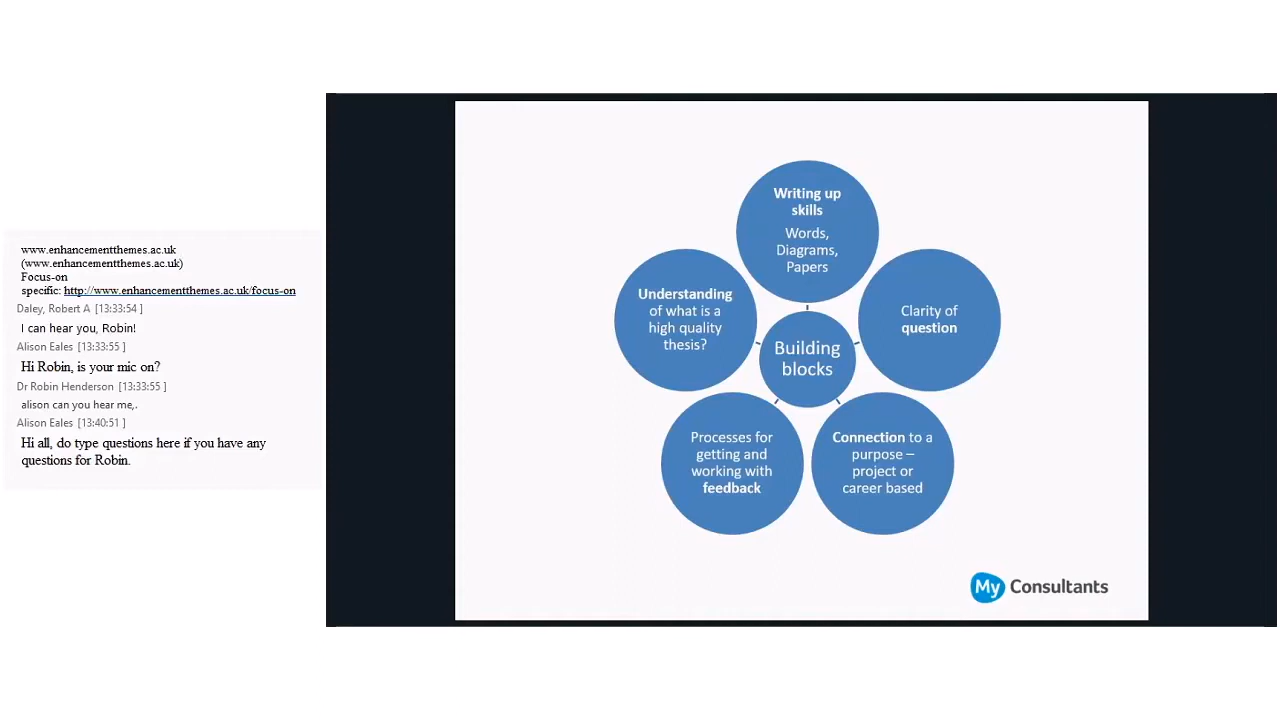 www.enhancementthemes.ac.uk
(www.enhancementthemes.ac.uk)
Focus-on
specific: http://www.enhancementthemes.ac.uk/focus-on
Daley, Robert A [13:33:54 ]
I can hear you, Robin!
Alison Eales [13:33:55 ]
Hi Robin, is your mic on?
Dr Robin Henderson [13:33:55 ]
alison can you hear me,.
Alison Eales [13:40:51 ]
Hi all, do type questions here if you have any
questions for Robin.
Writing up
skills
Words,
Diagrams,
Papers
Clarity of
question
Connection to a
purpose –
project or
career based
Processes for
getting and
working with
feedback
Understanding
of what is a
high quality
thesis?
Building
blocks
My Consultants